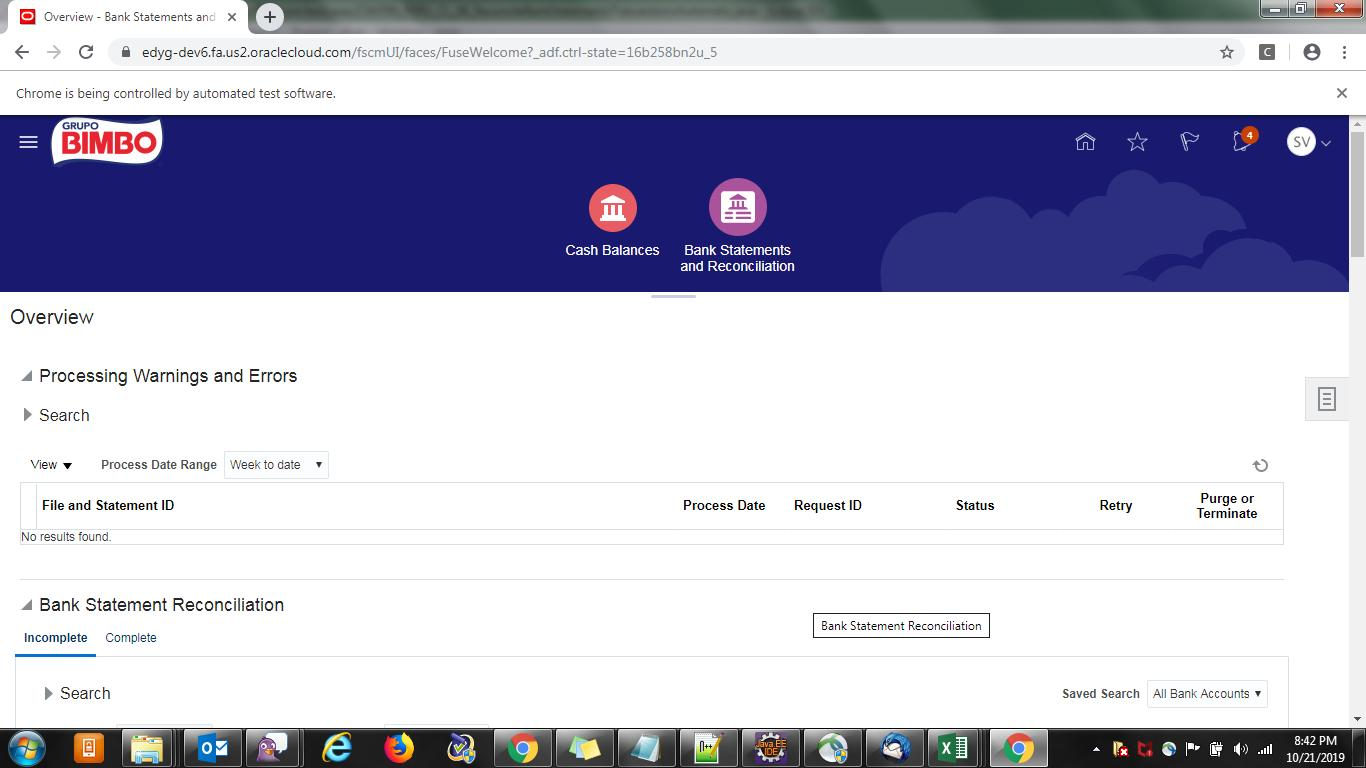 Overview - Bank Statements and
edyg-dev6.fa.us2.oraclecloud.com/fscmUI/faces/FuseWelcome?_adf.ctrl-state=16b258bn2u_5
C
Chrome is being controlled by automated test software.
GRUPO
BIMBO
4
SV
Cash Balances
Bank Statements
and Reconciliation
Overview
Processing Warnings and Errors
Search
View
Process Date Range
Week to date
File and Statement ID
Process Date
Request ID
Status
Retry
Purge or
Terminate
No results found.
Bank Statement Reconciliation
Incomplete
Complete
Bank Statement Reconciliation
Search
Saved Search
All Bank Accounts
Java EE
IDE
8:42 PM
10/21/2019